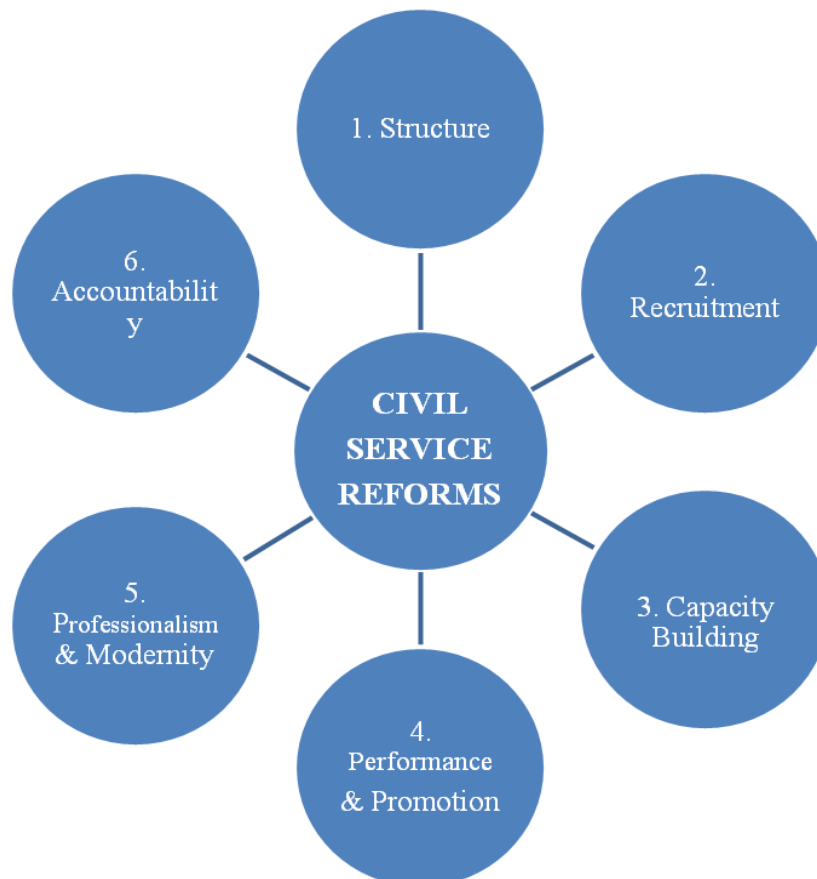 1. Structure
2.
Recruitment
3. Capacity
Building
4.
Performance
& Promotion
5.
Professionalism
& Modernity
6.
Accountabilit
y
CIVIL
SERVICE
REFORMS